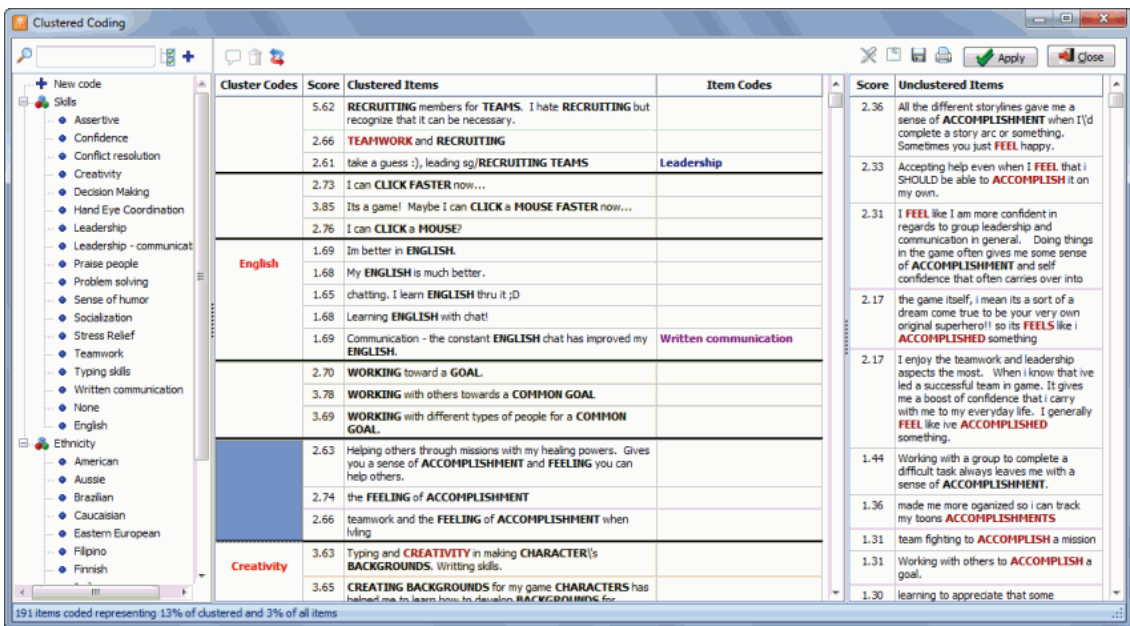 Clustered Coding
Apply
Close
New code
Skills
Assertive
Confidence
Conflict resolution
Creativity
Decision Making
Hand Eye Coordination
Leadership
Leadership - communicat
Praise people
Problem solving
Sense of humor
Socialization
Stress Relief
Teamwork
Typing skills
Written communication
None
English
Ethnicity
American
Aussie
Brazilian
Caucaisian
Eastern European
Filipino
Finnish
Cluster Codes Score Clustered Items Item Codes
5.62 RECRUITING members for TEAMS. I hate RECRUITING but
recognize that it can be necessary.
2.66 TEAMWORK and RECRUITING
2.61 take a guess :), leading sg/RECRUITING TEAMS Leadership
2.73 I can CLICK FASTER now...
3.85 Its a game! Maybe I can CLICK a MOUSE FASTER now...
2.76 I can CLICK a MOUSE?
English 1.69 Im better in ENGLISH.
1.68 My ENGLISH is much better.
1.65 chatting. I learn ENGLISH thru it ;D
1.68 Learning ENGLISH with chat!
1.69 Communication - the constant ENGLISH chat has improved my Written communication
ENGLISH.
2.70 WORKING toward a GOAL.
3.78 WORKING with others towards a COMMON GOAL
3.69 WORKING with different types of people for a COMMON
GOAL.
2.63 Helping others through missions with my healing powers. Gives
you a sense of ACCOMPLISHMENT and FEELING you can
help others.
2.74 the FEELING of ACCOMPLISHMENT
2.66 teamwork and the FEELING of ACCOMPLISHMENT when
lvling
Creativity 3.63 Typing and CREATIVITY in making CHARACTER\'s
BACKGROUNDS. Writting skills.
3.65 CREATING BACKGROUNDS for my game CHARACTERS has
helped me to learn how to develop BACKGROUNDS for
Score Unclustered Items
2.36 All the different storylines gave me a
sense of ACCOMPLISHMENT when I\'d
complete a story arc or something.
Sometimes you just FEEL happy.
2.33 Accepting help even when I FEEL that i
SHOULD be able to ACCOMPLISH it on
my own.
2.31 I FEEL like I am more confident in
regards to group leadership and
communication in general. Doing things
in the game often gives me some sense
of ACCOMPLISHMENT and self
confidence that often carries over into
2.17 the game itself, i mean its a sort of a
dream come true to be your very own
original superhero!! so its FEELS like i
ACCOMPLISHED something
2.17 I enjoy the teamwork and leadership
aspects the most. When i know that ive
led a successful team in game. It gives
me a boost of confidence that i carry
with me to my everyday life. I generally
FEEL like ive ACCOMPLISHED
something.
1.44 Working with a group to complete a
difficult task always leaves me with a
sense of ACCOMPLISHMENT.
1.36 made me more oganized so i can track
my toons ACCOMPLISHMENTS
1.31 team fighting to ACCOMPLISH a mission
1.31 Working with others to ACCOMPLISH a
goal.
1.30 learning to appreciate that some
191 items coded representing 13% of clustered and 3% of all items